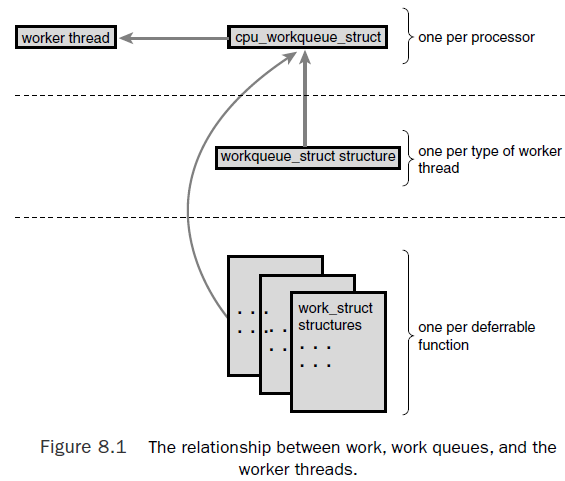 worker thread
cpu_workqueue_struct
one per processor
workqueue_struct structure
one per type of worker
thread
work_struct
structures
. . .
. . .
. . .
. . .
. . .
. . .
one per deferrable
function
Figure 8.1 The relationship between work, work queues, and the
worker threads.